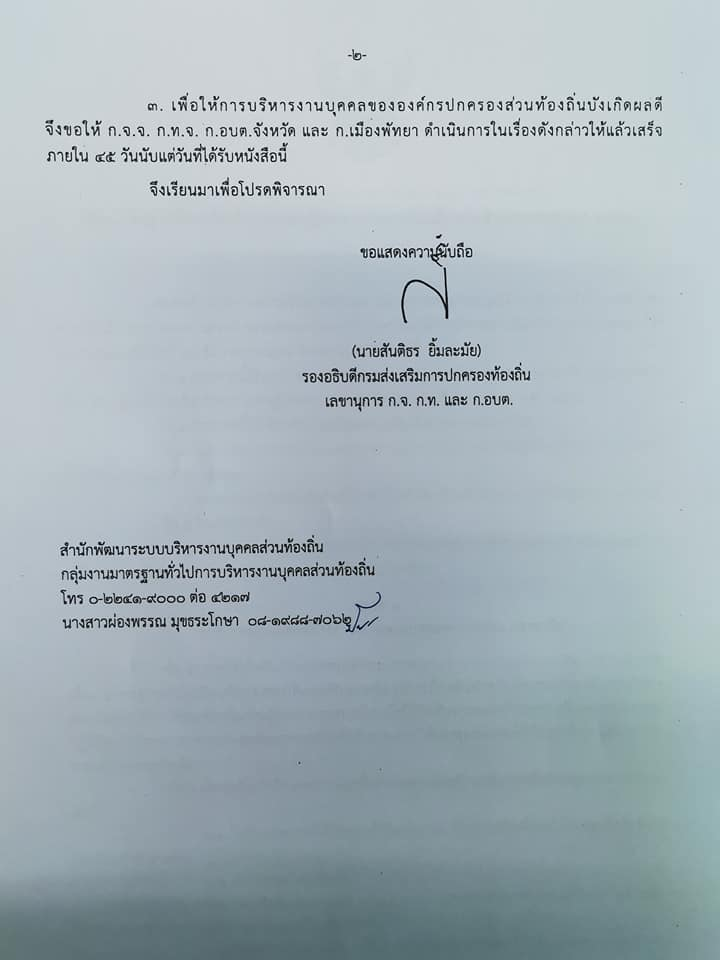 -๒-
๓. เพื่อให้การบริหารงานบุคคลขององค์กรปกครองส่วนท้องถิ่นบังเกิดผลดี
จึงขอให้ ก.จ.จ. ก.ท.จ. ก.อบต.จังหวัด และ ก.เมืองพัทยา ดำเนินการในเรื่องดังกล่าวให้แล้วเสร็จ
ภายใน ๔๕ วันนับแต่วันที่ได้รับหนังสือนี้
จึงเรียนมาเพื่อโปรดพิจารณา
ขอแสดงความนับถือ
(นายสันติธร ยิ้มละมัย)
รองอธิบดีกรมส่งเสริมการปกครองท้องถิ่น
เลขานุการ ก.จ. ก.ท. และ ก.อบต.
สำนักพัฒนาระบบบริหารงานบุคคลส่วนท้องถิ่น
กลุ่มงานมาตรฐานทั่วไปการบริหารงานบุคคลส่วนท้องถิ่น
โทร ๐-๒๒๔๑-๙๐๐๐ ต่อ ๔๒๑๗
นางสาวผ่องพรรณ มุขธระโกษา ๐๘-๑๙๘๘-๗๐๖๒